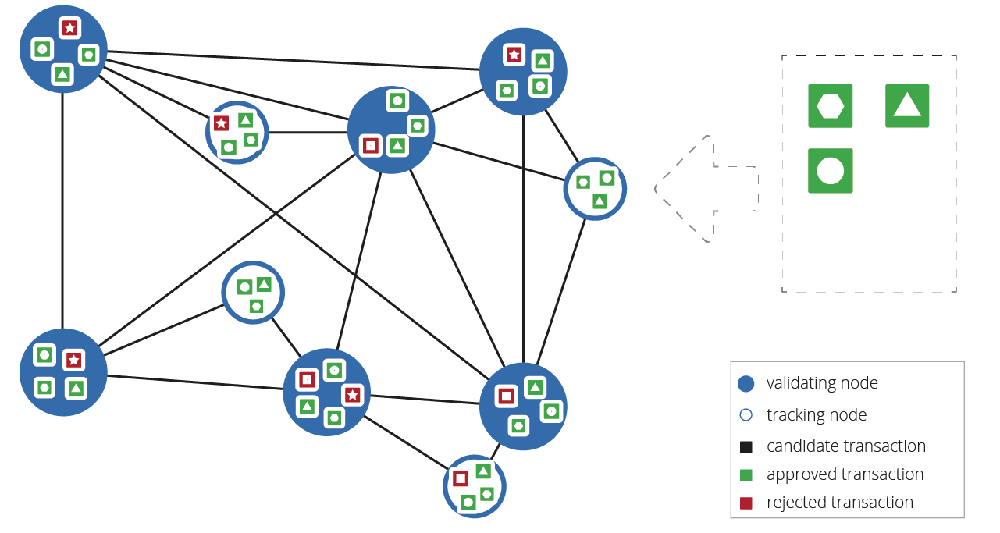 validating node
tracking node
candidate transaction
approved transaction
rejected transaction